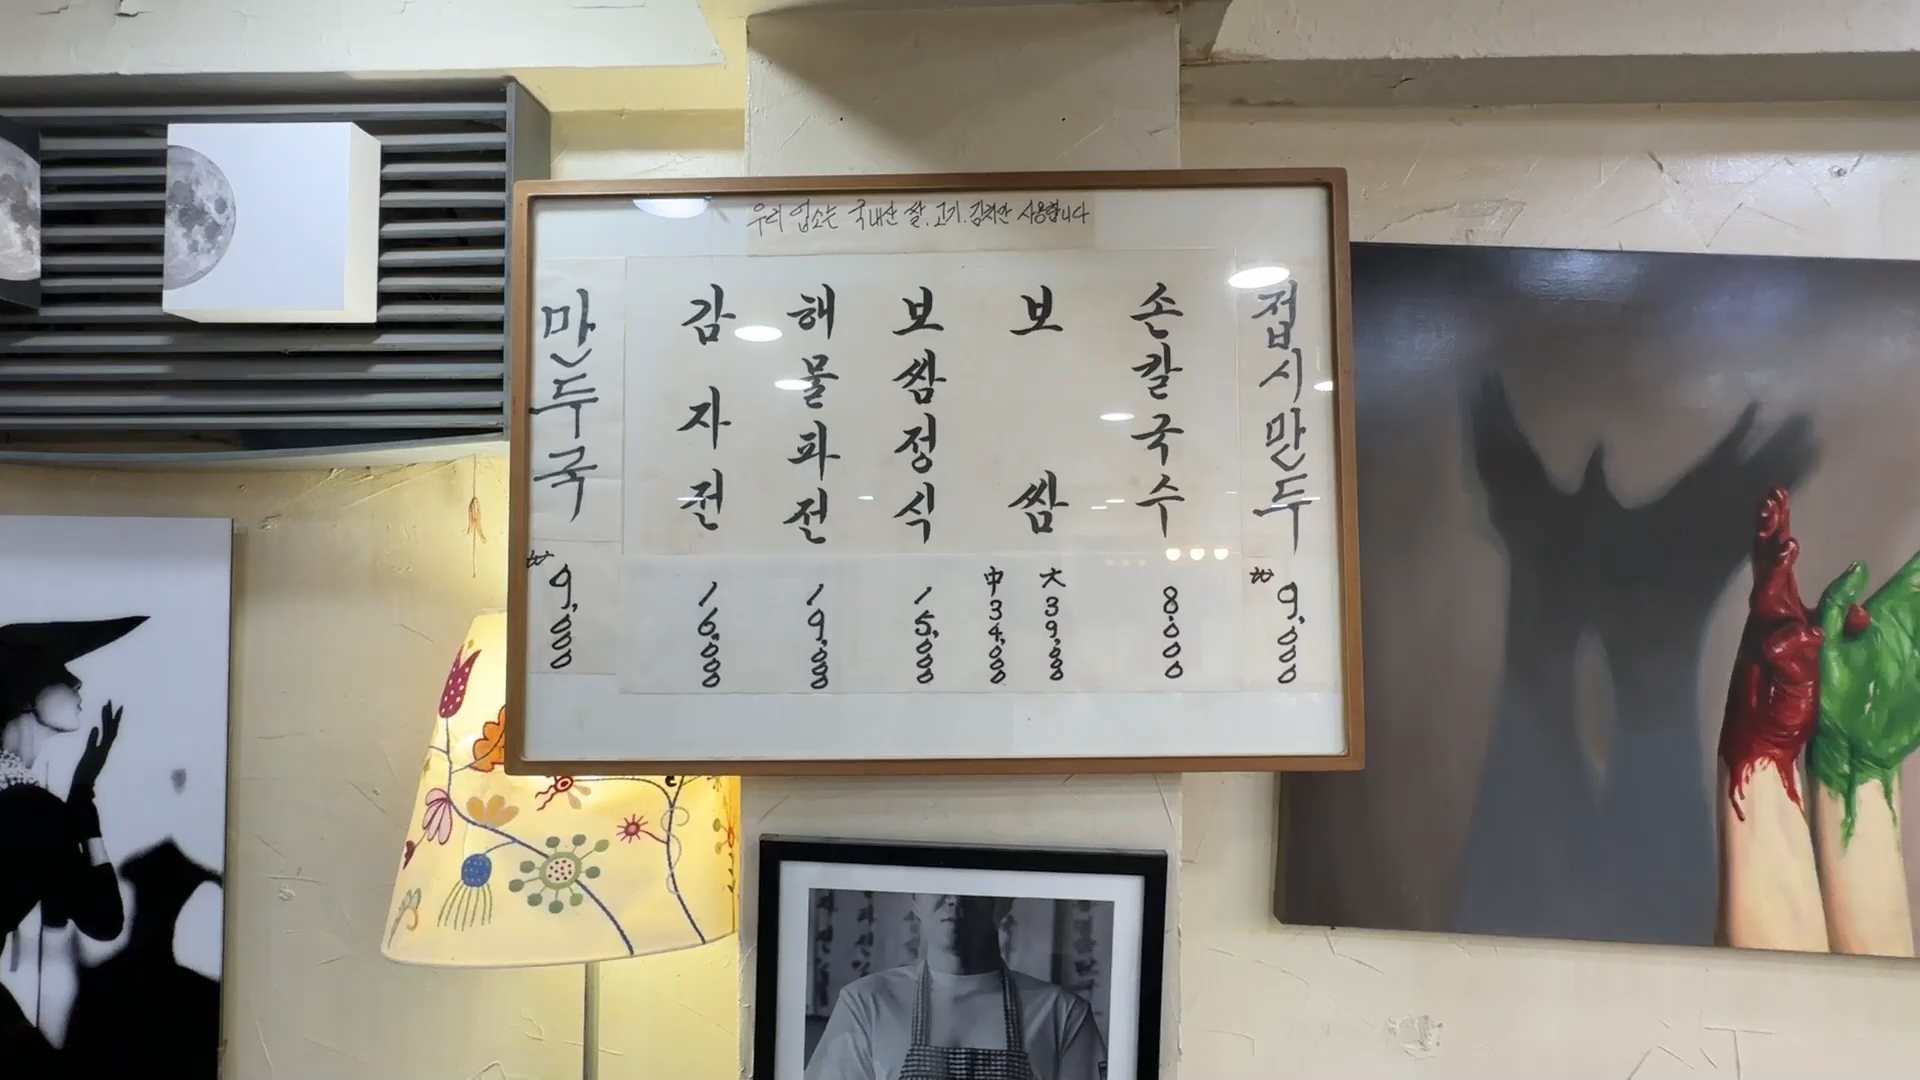 우리 업소는 국내산 쌀.고기.김치만 사용합니다
접시만두 ₩9,000
손칼국수 8,000
보쌈 大39,000 中34,000
보쌈정식 15,000
해물파전 19,000
감자전 16,000
만두국 ₩9,000